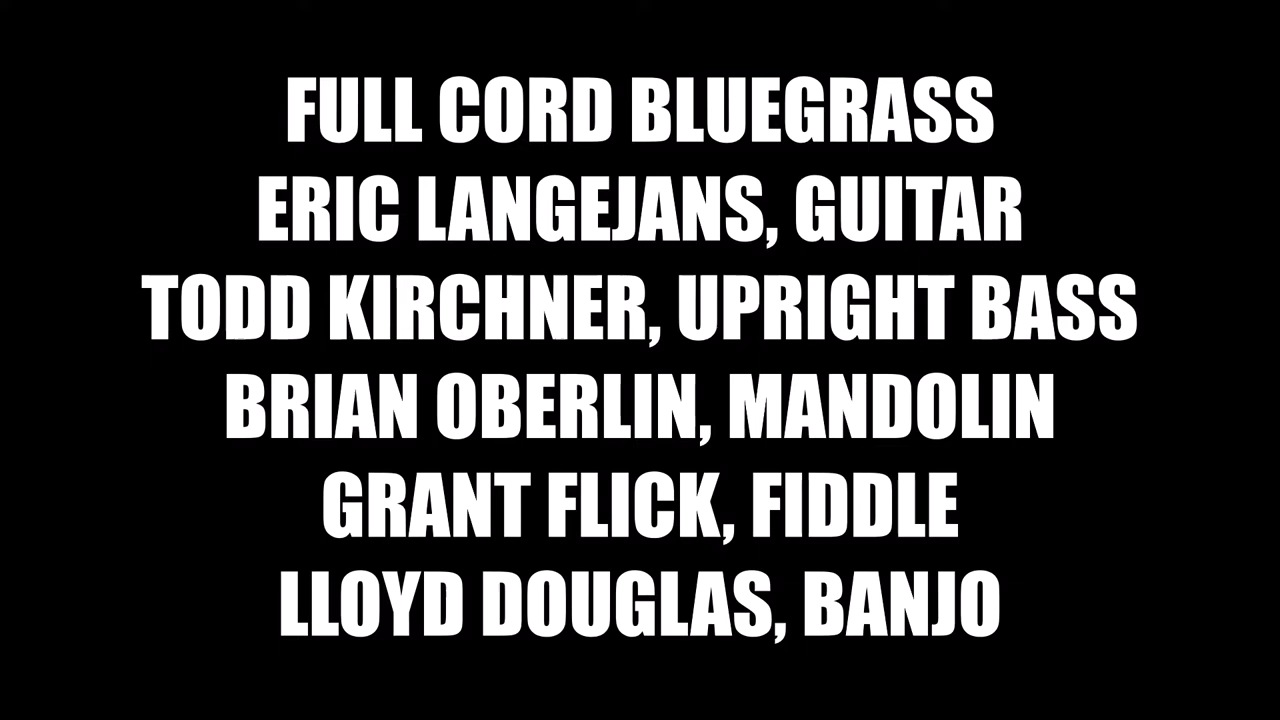 FULL CORD BLUEGRASS
ERIC LANGEJANS, GUITAR
TODD KIRCHNER, UPRIGHT BASS
BRIAN OBERLIN, MANDOLIN
GRANT FLICK, FIDDLE
LLOYD DOUGLAS, BANJO